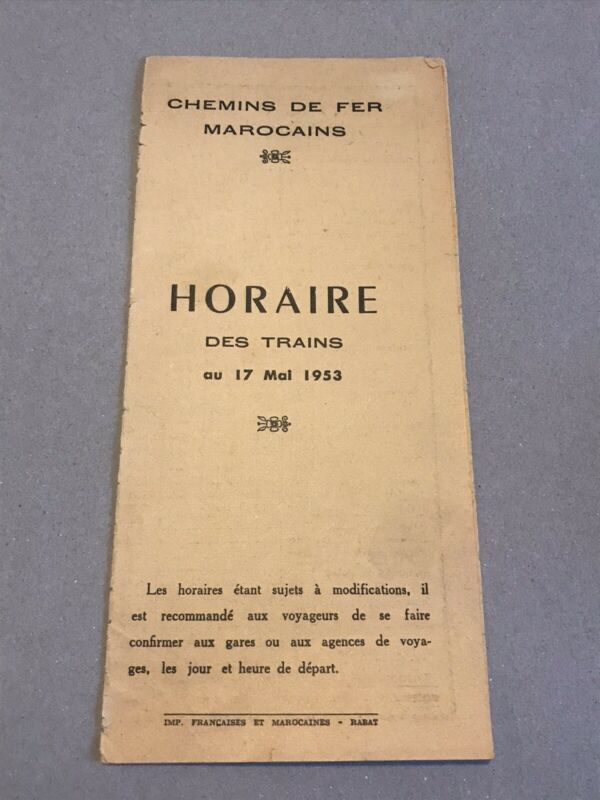 CHEMINS DE FER
MAROCAINS
HORAIRE
DES TRAINS
au 17 Mai 1953
Les horaires étant sujets à modifications, il
est recommandé aux voyageurs de se faire
confirmer aux gares ou aux agences de voya-
ges, les jour et heure de départ.
IMP. FRANÇAISES ET MAROCAINES - RABAT